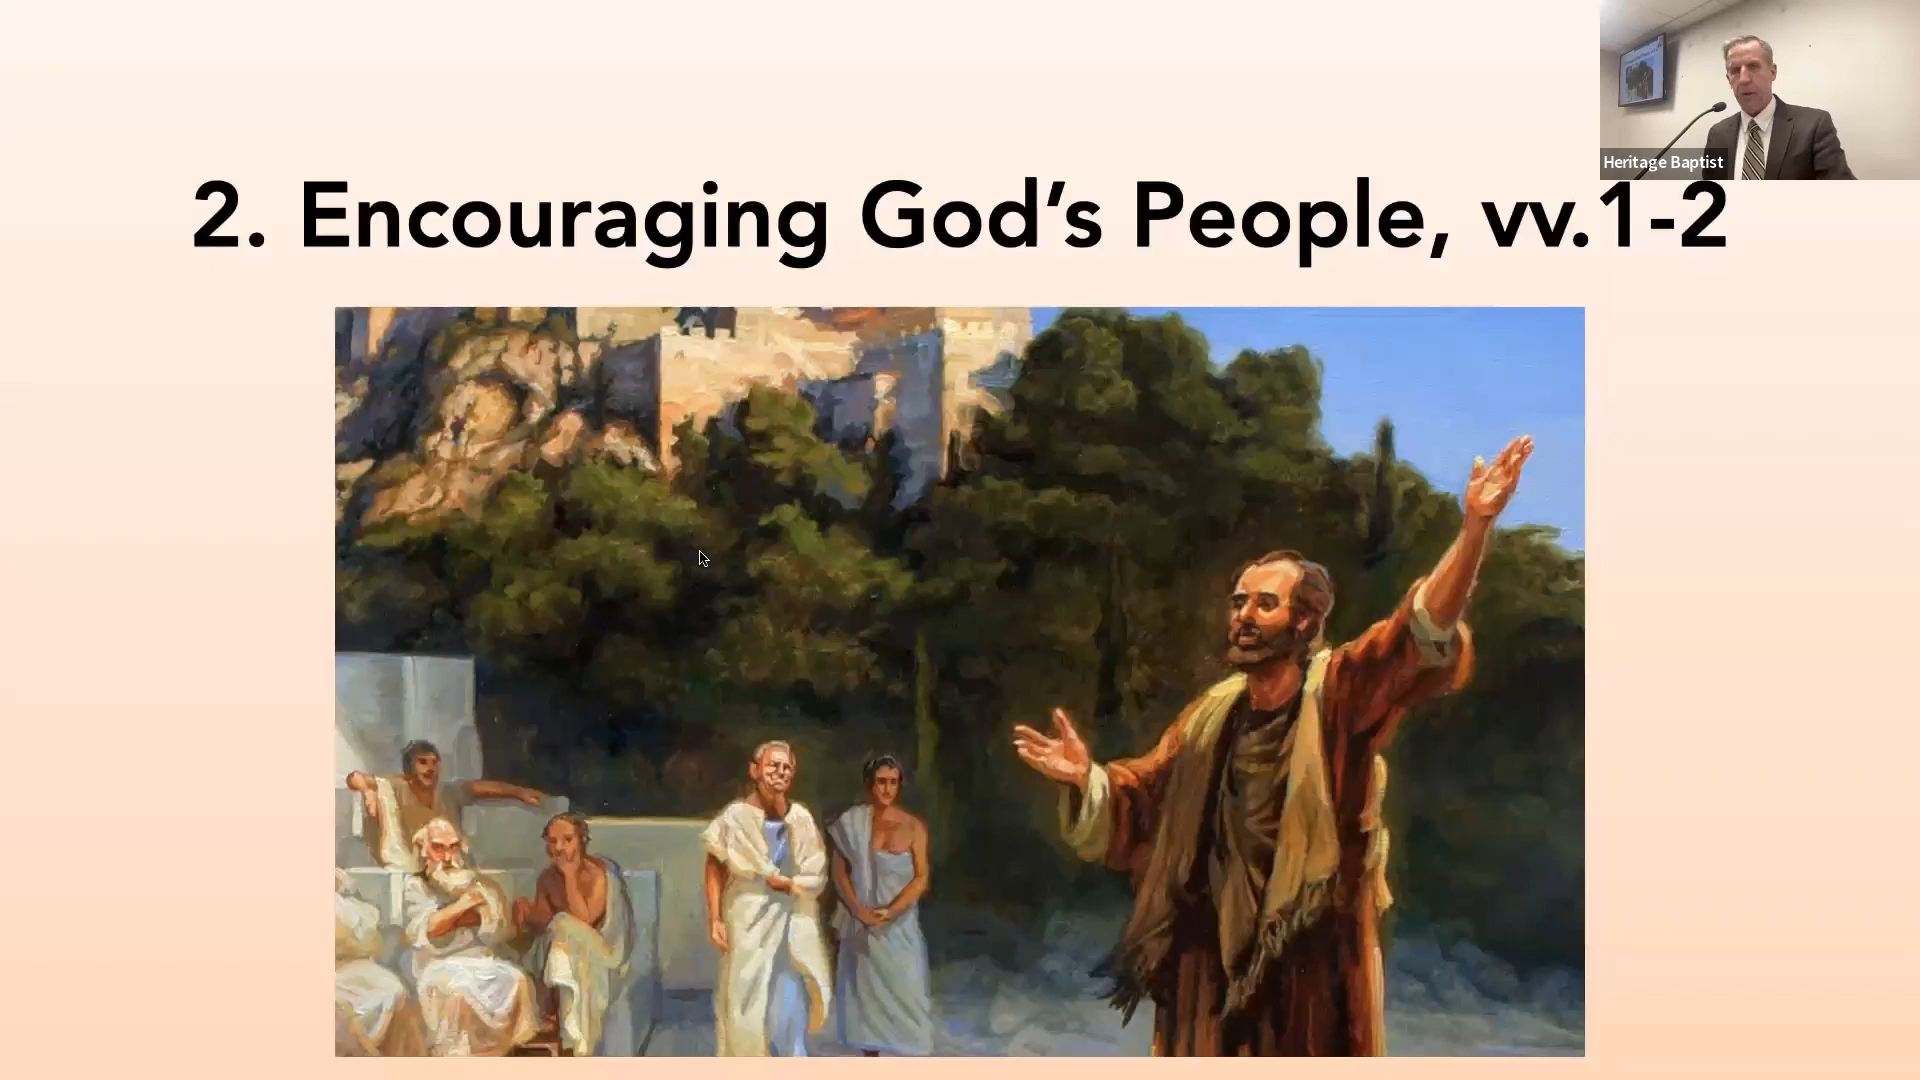 Heritage Baptist
2. Encouraging God’s People, vv.1-2